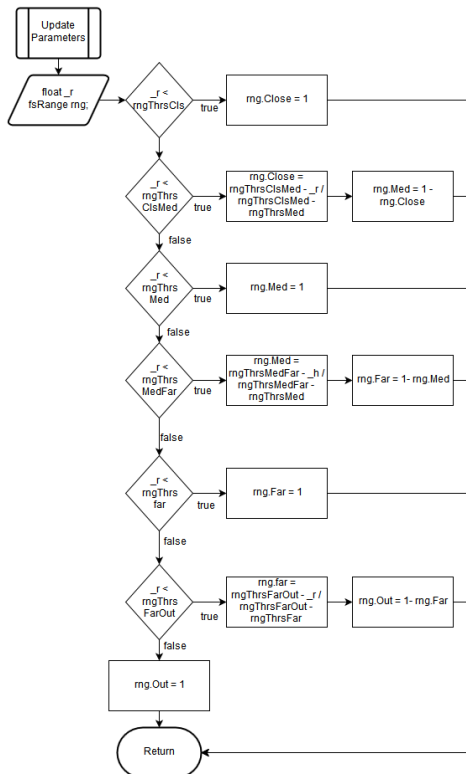 Update
Parameters
float _r
fsRange rng;
_r <
rngThrsCls
true
rng.Close = 1
_r <
rngThrs
ClsMed
true
rng.Close =
rngThrsClsMed - _r /
rngThrsClsMed -
rngThrsMed
rng.Med = 1 -
rng.Close
false
_r <
rngThrs
Med
true
rng.Med = 1
false
_r <
rngThrs
MedFar
true
rng.Med =
rngThrsMedFar - _h /
rngThrsMedFar -
rngThrsMed
rng.Far = 1- rng.Med
false
_r <
rngThrs
far
true
rng.Far = 1
false
_r <
rngThrs
FarOut
true
rng.far =
rngThrsFarOut - _r /
rngThrsFarOut -
rngThrsFar
rng.Out = 1- rng.Far
false
rng.Out = 1
Return